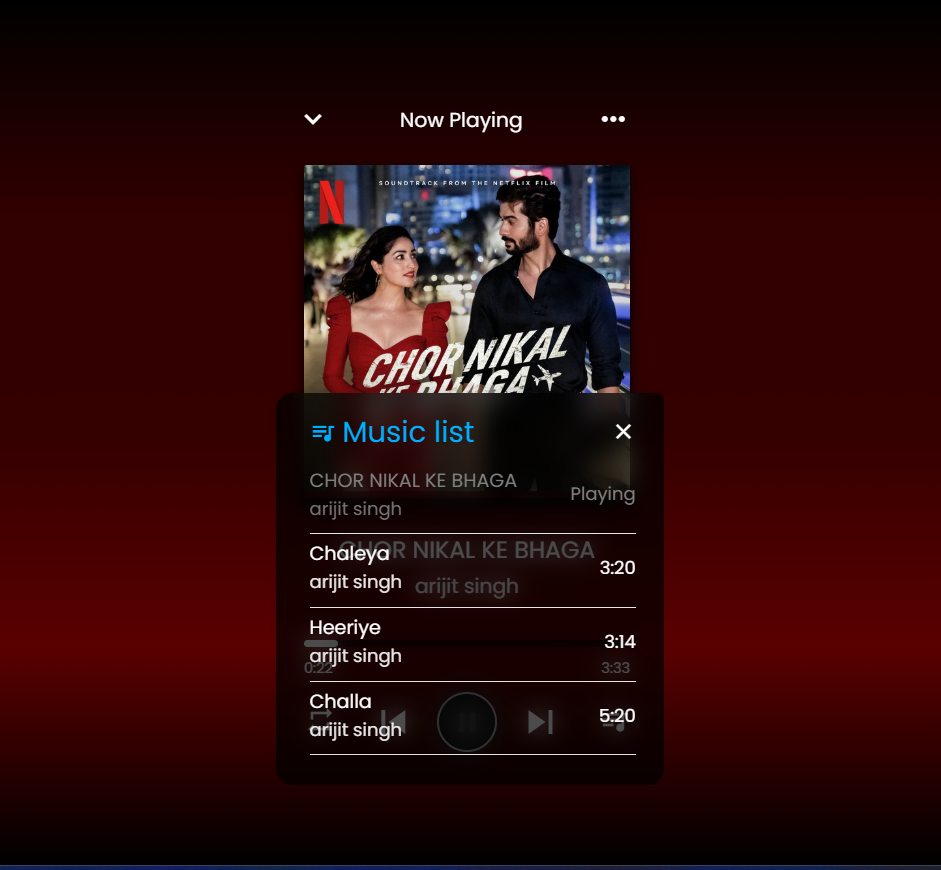 Now Playing
•••
N
SOUNDTRACK FROM THE NETFLIX FILM
CHOR NIKAL
KE BHAGA
Music list
CHOR NIKAL KE BHAGA
arijit singh
Playing
CHOR NIKAL KE BHAGA
arijit singh
Chaleya
arijit singh
3:20
Heeriye
arijit singh
3:14
0:22
3:33
Challa
arijit singh
5:20